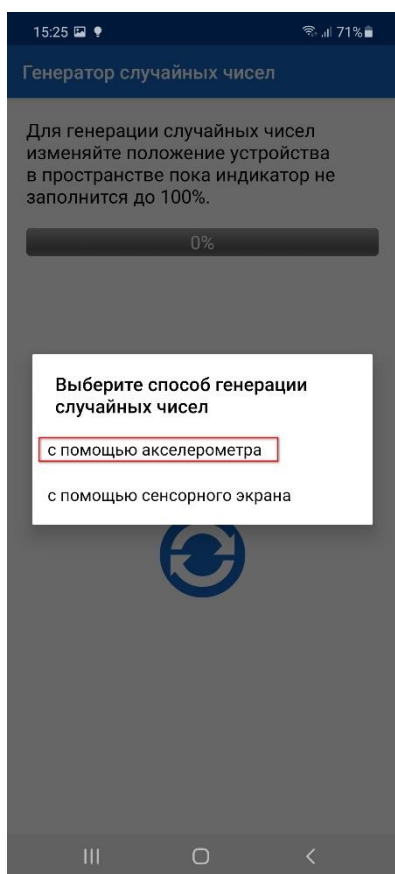 15:25 71%
Генератор случайных чисел
Для генерации случайных чисел
изменяйте положение устройства
в пространстве пока индикатор не
заполнится до 100%.
0%
Выберите способ генерации
случайных чисел
с помощью акселерометра
с помощью сенсорного экрана